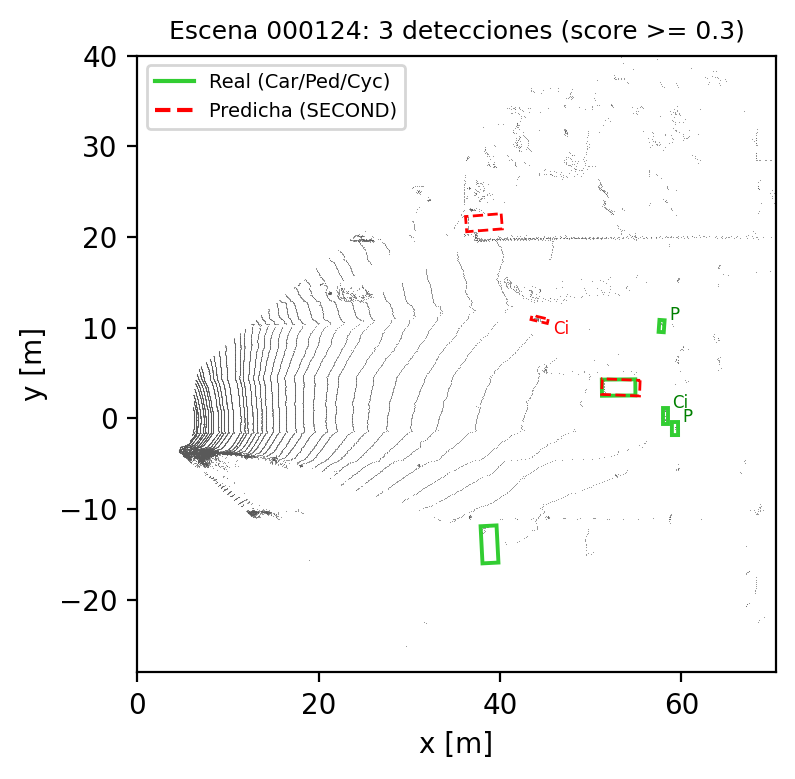 Escena 000124: 3 detecciones (score >= 0.3)
Real (Car/Ped/Cyc)
Predicha (SECOND)
40
30
20
10
0
−10
−20
y [m]
P
Ci
Ci
P
0
20
40
60
x [m]